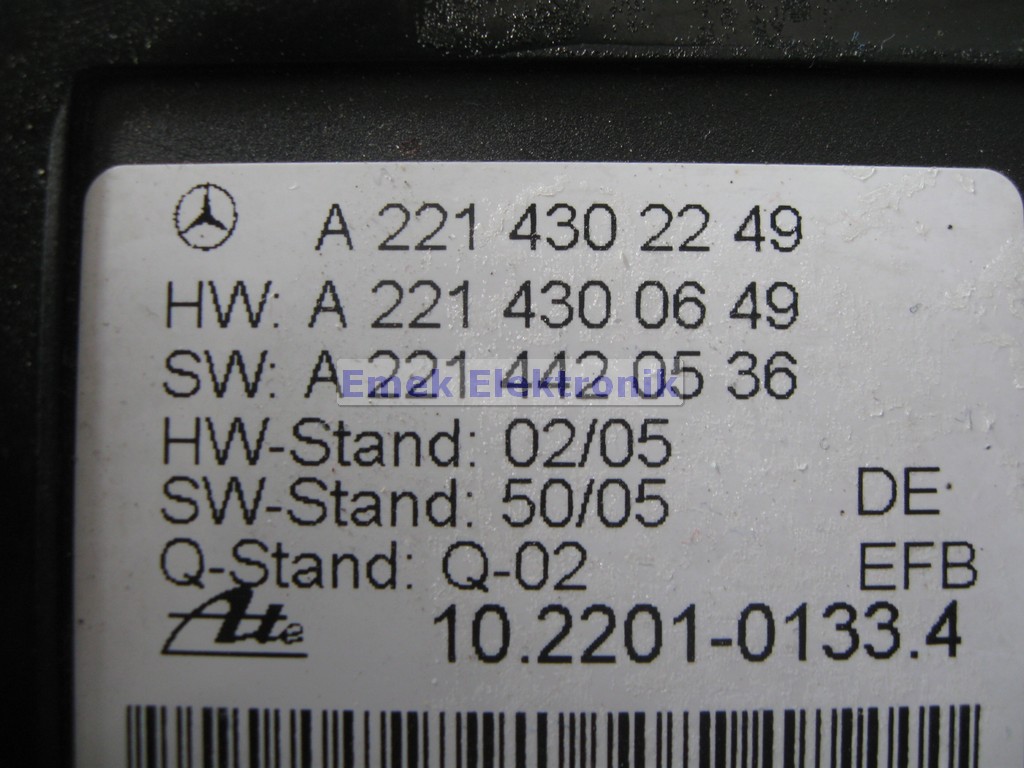 A 221 430 22 49
HW: A 221 430 06 49
SW: A 221 442 05 36
Emek Elektronik
HW-Stand: 02/05
SW-Stand: 50/05 DE
Q-Stand: Q-02 EFB
Ate 10.2201-0133.4